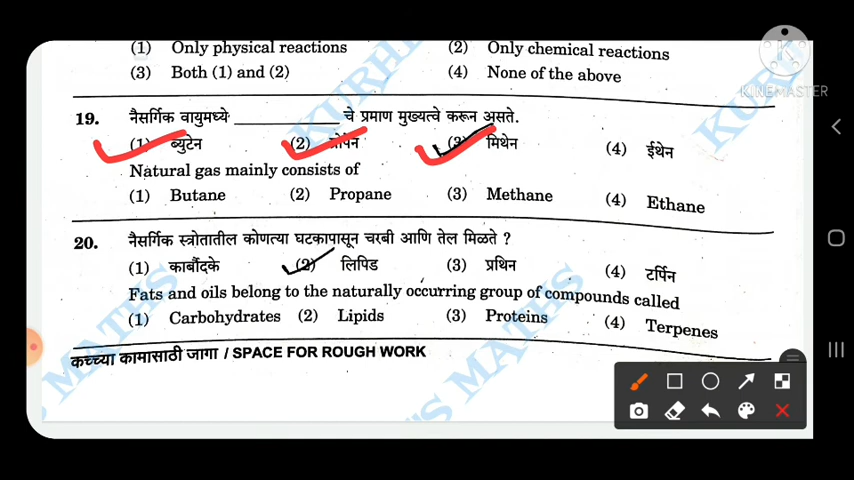 (1) Only physical reactions (2) Only chemical reactions
(3) Both (1) and (2) (4) None of the above
KINEMASTER
19. नैसर्गिक वायुमध्ये ____________ चे प्रमाण मुख्यत्वे करून असते.
(1) ब्युटेन (2) प्रोपेन (3) मिथेन (4) ईथेन
Natural gas mainly consists of
(1) Butane (2) Propane (3) Methane (4) Ethane
20. नैसर्गिक स्त्रोतातील कोणत्या घटकापासून चरबी आणि तेल मिळते ?
(1) कार्बोदके (2) लिपिड (3) प्रथिन (4) टर्पिन
Fats and oils belong to the naturally occurring group of compounds called
(1) Carbohydrates (2) Lipids (3) Proteins (4) Terpenes
कच्च्या कामासाठी जागा / SPACE FOR ROUGH WORK
MATHS